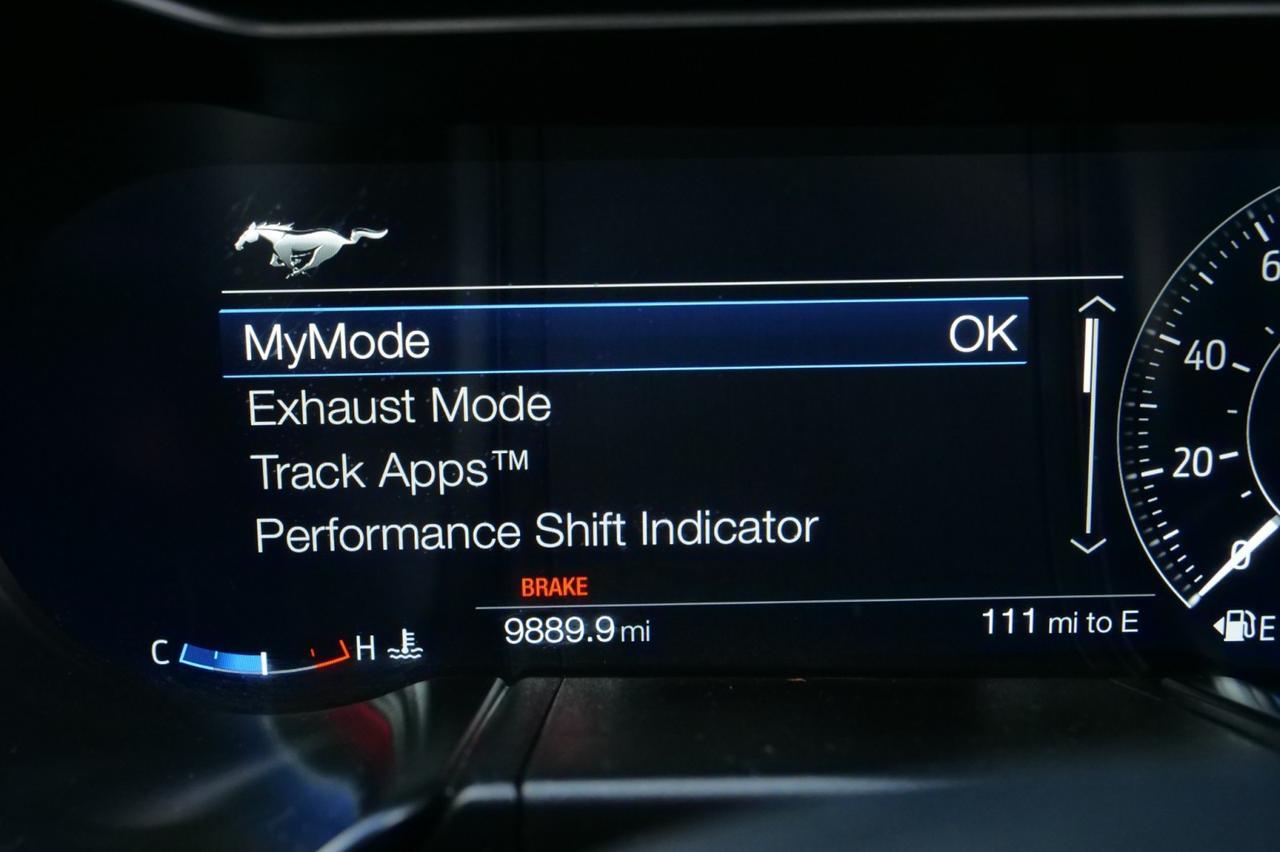 MyMode OK
Exhaust Mode
Track Apps™
Performance Shift Indicator
BRAKE
9889.9 mi 111 mi to E
C H
40
20
0
E